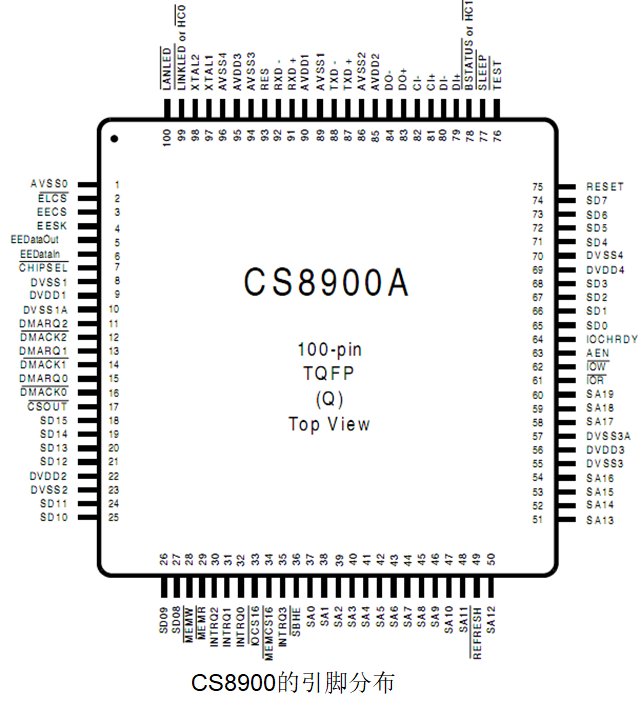 LANLED
LINKLED or HC0
XTAL2
XTAL1
AVSS4
AVDD3
AVSS3
RES
RXD -
RXD +
AVDD1
AVSS1
TXD -
TXD +
AVSS2
AVDD2
DO-
DO+
CI-
CI+
DI-
DI+
BSTATUS or HC1
SLEEP
TEST
100 99 98 97 96 95 94 93 92 91 90 89 88 87 86 85 84 83 82 81 80 79 78 77 76
AVSS0 1
ELCS 2
EECS 3
EESK 4
EEDataOut 5
EEDataIn 6
CHIPSEL 7
DVSS1 8
DVDD1 9
DVSS1A 10
DMARQ2 11
DMACK2 12
DMARQ1 13
DMACK1 14
DMARQ0 15
DMACK0 16
CSOUT 17
SD15 18
SD14 19
SD13 20
SD12 21
DVDD2 22
DVSS2 23
SD11 24
SD10 25
CS8900A
100-pin
TQFP
(Q)
Top View
75 RESET
74 SD7
73 SD6
72 SD5
71 SD4
70 DVSS4
69 DVDD4
68 SD3
67 SD2
66 SD1
65 SD0
64 IOCHRDY
63 AEN
62 IOW
61 IOR
60 SA19
59 SA18
58 SA17
57 DVSS3A
56 DVDD3
55 DVSS3
54 SA16
53 SA15
52 SA14
51 SA13
26 27 28 29 30 31 32 33 34 35 36 37 38 39 40 41 42 43 44 45 46 47 48 49 50
SD09
SD08
MEMW
MEMR
INTRQ2
INTRQ1
INTRQ0
IOCS16
MEMCS16
INTRQ3
SBHE
SA0
SA1
SA2
SA3
SA4
SA5
SA6
SA7
SA8
SA9
SA10
SA11
REFRESH
SA12
CS8900的引脚分布